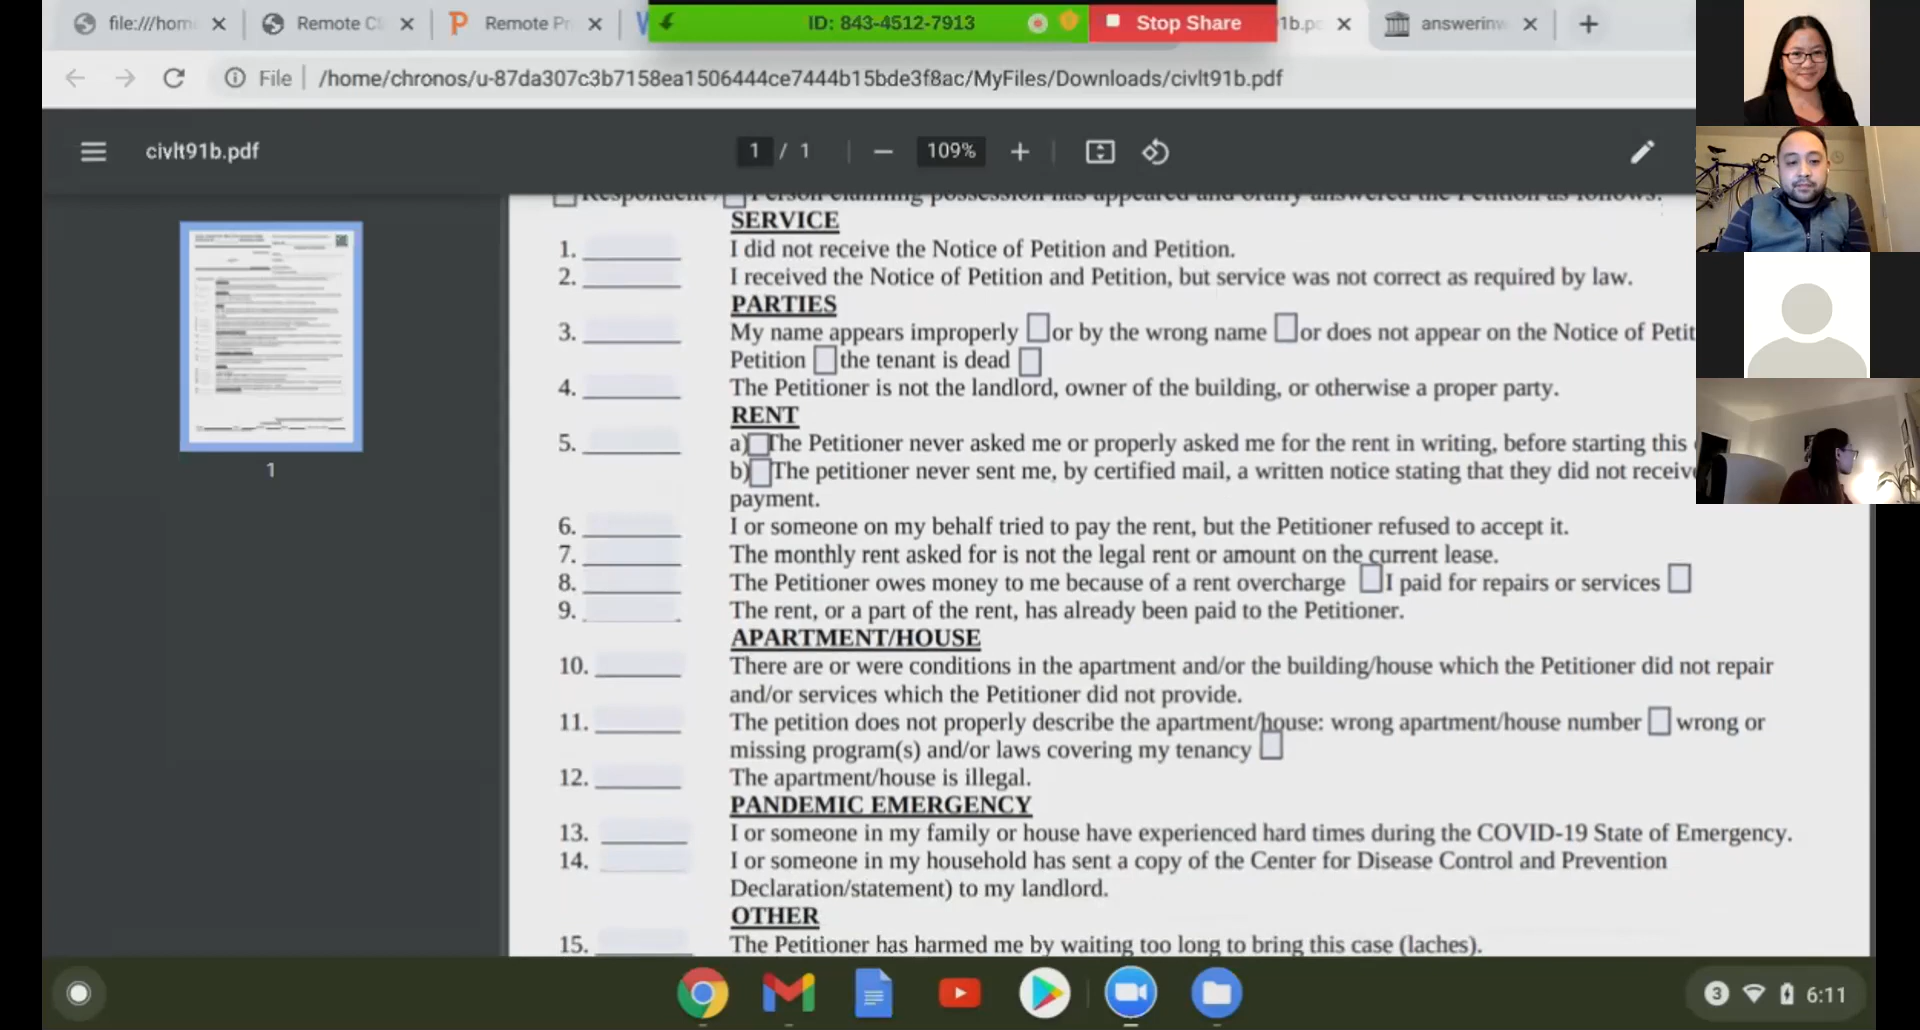 file:///hom
Remote C
Remote Pr
ID: 843-4512-7913
Stop Share
1b.pd
answerin
File
/home/chronos/u-87da307c3b7158ea1506444ce7444b15bde3f8ac/MyFiles/Downloads/civlt91b.pdf
civlt91b.pdf
1 / 1
109%
Respondent / Person claiming possession has appeared and orally answered the Petition as follows:
SERVICE
1. I did not receive the Notice of Petition and Petition.
2. I received the Notice of Petition and Petition, but service was not correct as required by law.
PARTIES
3. My name appears improperly or by the wrong name or does not appear on the Notice of Petit
Petition the tenant is dead
4. The Petitioner is not the landlord, owner of the building, or otherwise a proper party.
RENT
5. a) The Petitioner never asked me or properly asked me for the rent in writing, before starting this
b) The petitioner never sent me, by certified mail, a written notice stating that they did not receive
payment.
6. I or someone on my behalf tried to pay the rent, but the Petitioner refused to accept it.
7. The monthly rent asked for is not the legal rent or amount on the current lease.
8. The Petitioner owes money to me because of a rent overcharge I paid for repairs or services
9. The rent, or a part of the rent, has already been paid to the Petitioner.
APARTMENT/HOUSE
10. There are or were conditions in the apartment and/or the building/house which the Petitioner did not repair
and/or services which the Petitioner did not provide.
11. The petition does not properly describe the apartment/house: wrong apartment/house number wrong or
missing program(s) and/or laws covering my tenancy
12. The apartment/house is illegal.
PANDEMIC EMERGENCY
13. I or someone in my family or house have experienced hard times during the COVID-19 State of Emergency.
14. I or someone in my household has sent a copy of the Center for Disease Control and Prevention
Declaration/statement) to my landlord.
OTHER
15. The Petitioner has harmed me by waiting too long to bring this case (laches).
1
3
6:11